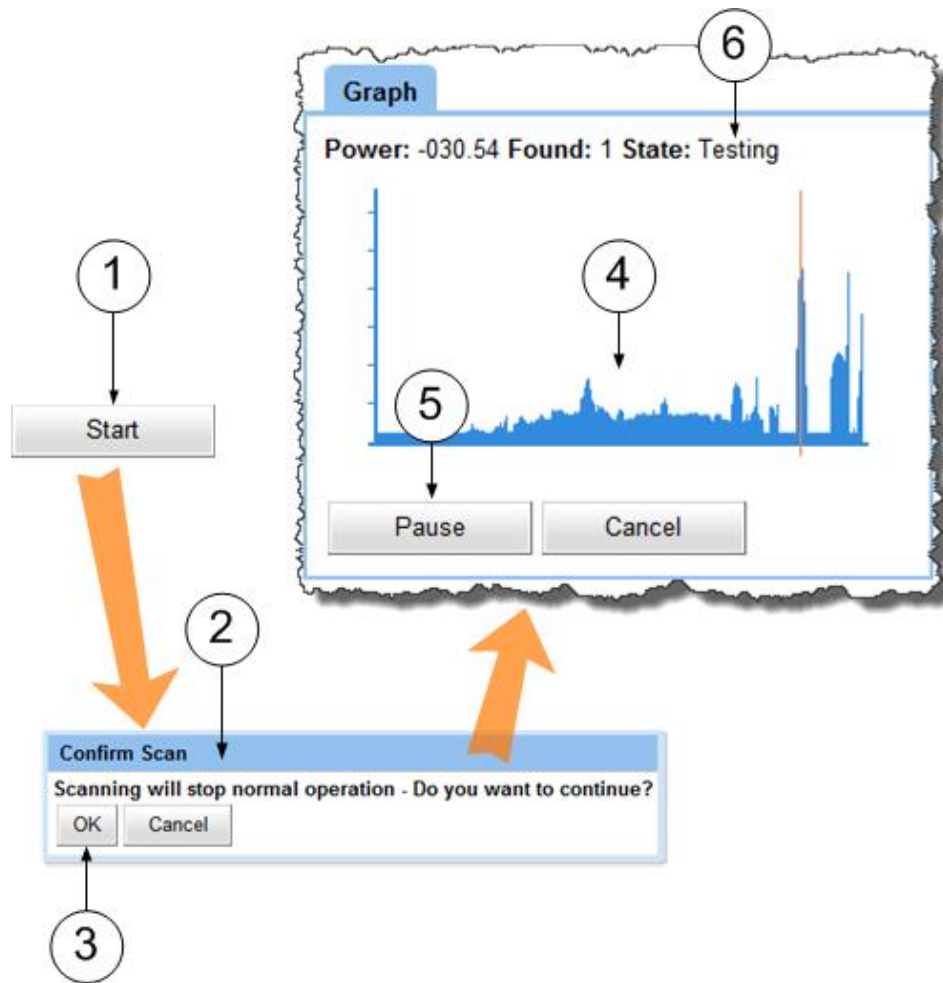 6
Graph
Power: -030.54 Found: 1 State: Testing
1
4
5
Start
Pause Cancel
2
Confirm Scan
Scanning will stop normal operation - Do you want to continue?
OK Cancel
3